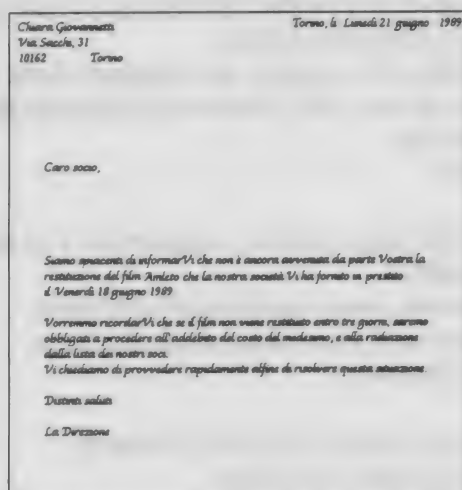 Chiara Giovannetti
Torino, li Lunedì 21 giugno 1989
Via Sacchi, 31
10162 Torino
Caro socio,
Siamo spiacenti di informarVi che non è ancora avvenuta da parte Vostra la
restituzione del film Amleto che la nostra società Vi ha fornito in prestito
il Venerdì 18 giugno 1989
Vorremmo ricordarVi che se il film non viene restituito entro tre giorni, saremo
obbligati a procedere all'addebito del costo del medesimo, e alla radiazione
dalla lista dei nostri soci.
Vi chiediamo di provvedere rapidamente alfine di risolvere questa situazione.
Distinti saluti
La Direzione